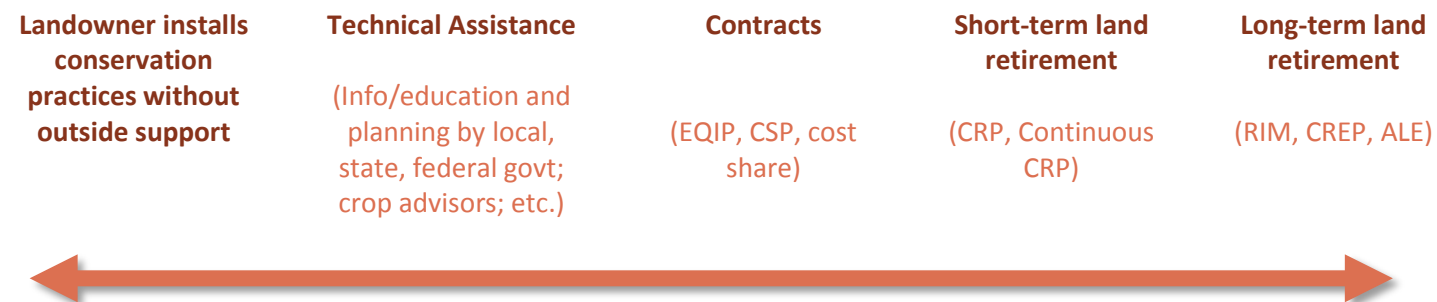 Landowner installs
conservation
practices without
outside support
Technical Assistance
(Info/education and
planning by local,
state, federal govt;
crop advisors; etc.)
Contracts
(EQIP, CSP, cost
share)
Short-term land
retirement
(CRP, Continuous
CRP)
Long-term land
retirement
(RIM, CREP, ALE)